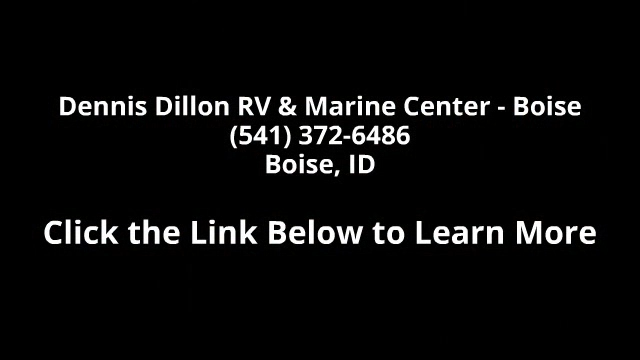 Dennis Dillon RV & Marine Center - Boise
(541) 372-6486
Boise, ID
Click the Link Below to Learn More